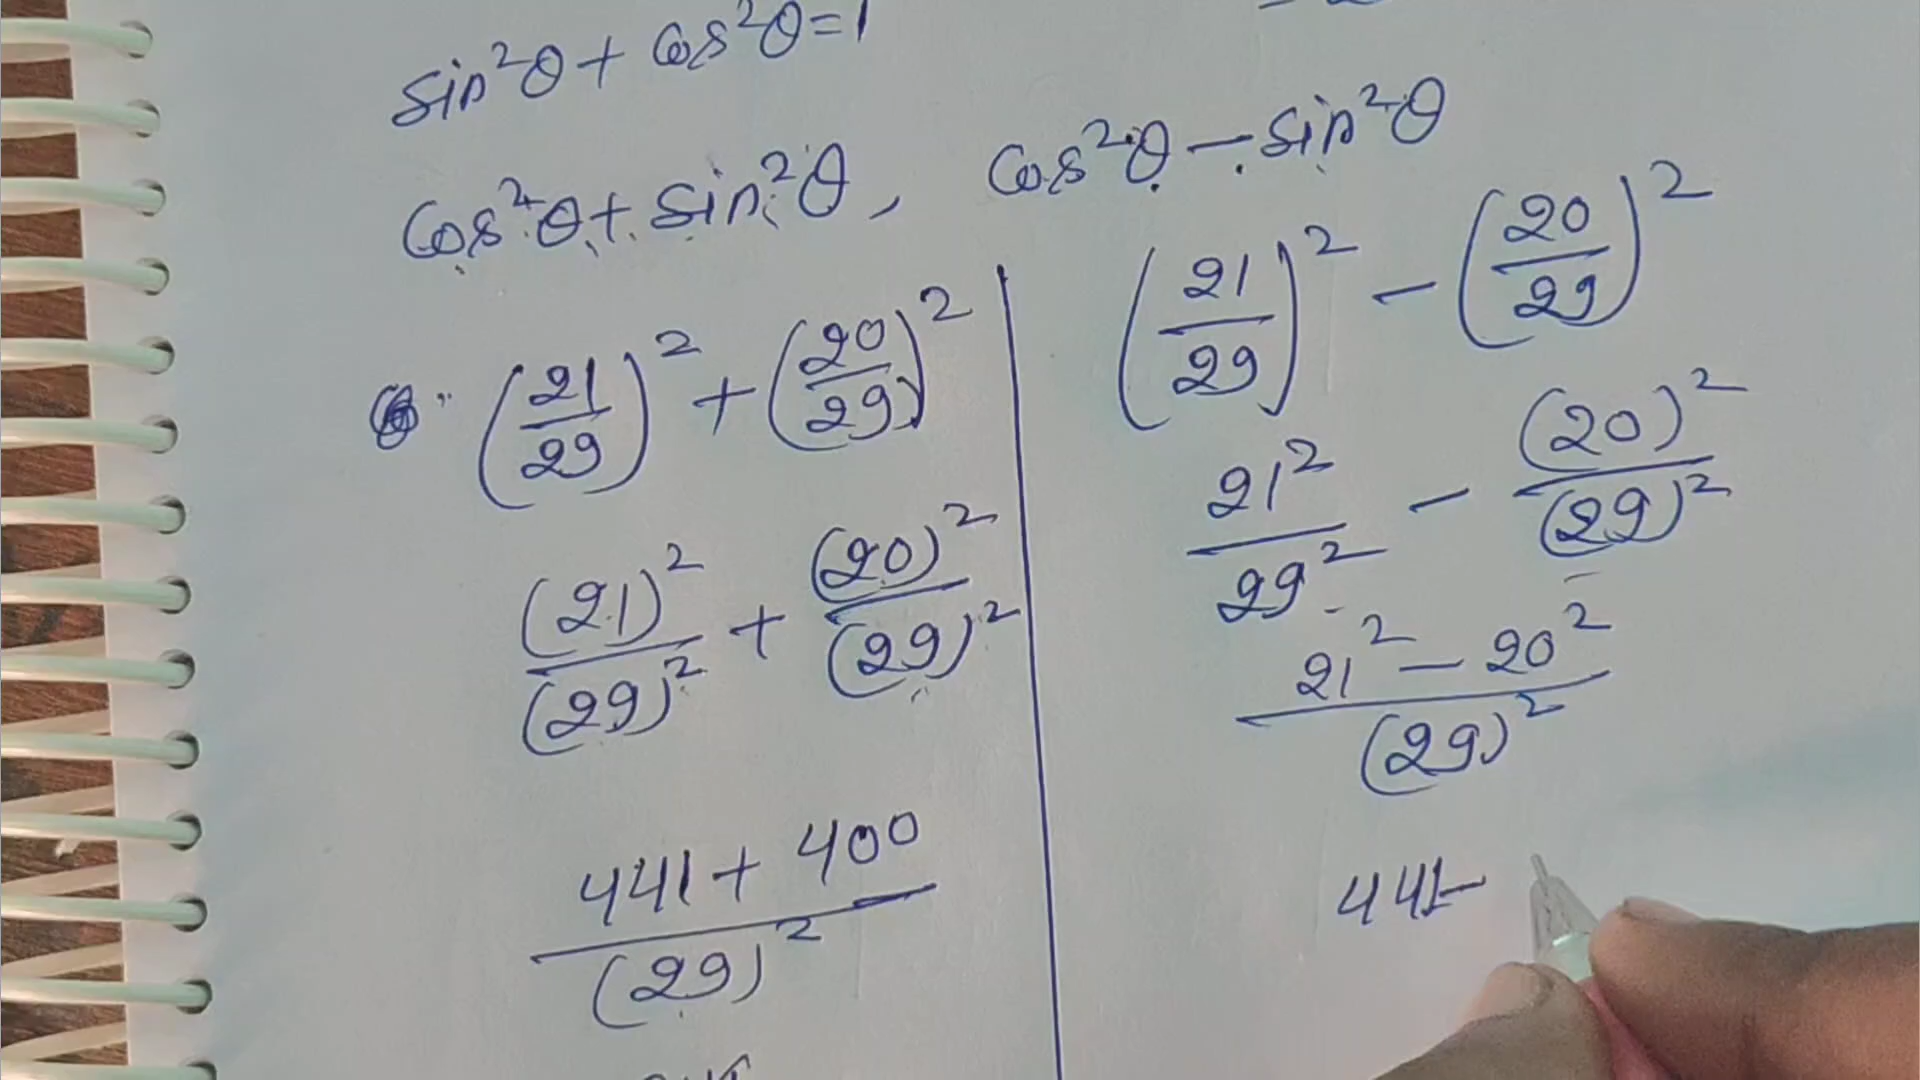 sin²θ + cos²θ = 1
cos²θ + sin²θ, cos²θ − sin²θ
(21/29)² + (20/29)²
(21)²/(29)² + (20)²/(29)²
441 + 400/(29)²
(21/29)² − (20/29)²
21²/29² − (20)²/(29)²
21² − 20²/(29)²
441 −